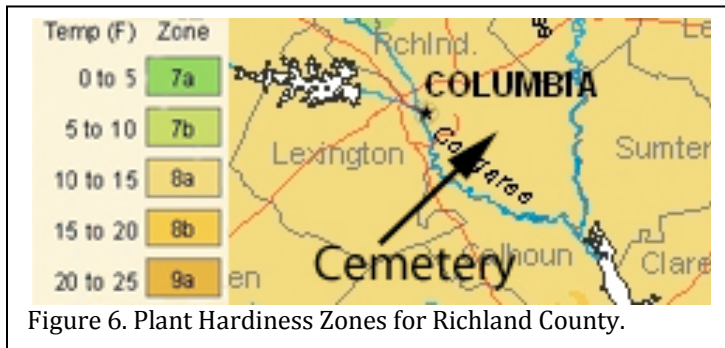 Temp (F) Zone
0 to 5 7a
5 to 10 7b
10 to 15 8a
15 to 20 8b
20 to 25 9a
Rchlnd.
COLUMBIA
Lexington
Congaree
Sumter
Calhoun
Clare
en
Cemetery
Figure 6. Plant Hardiness Zones for Richland County.